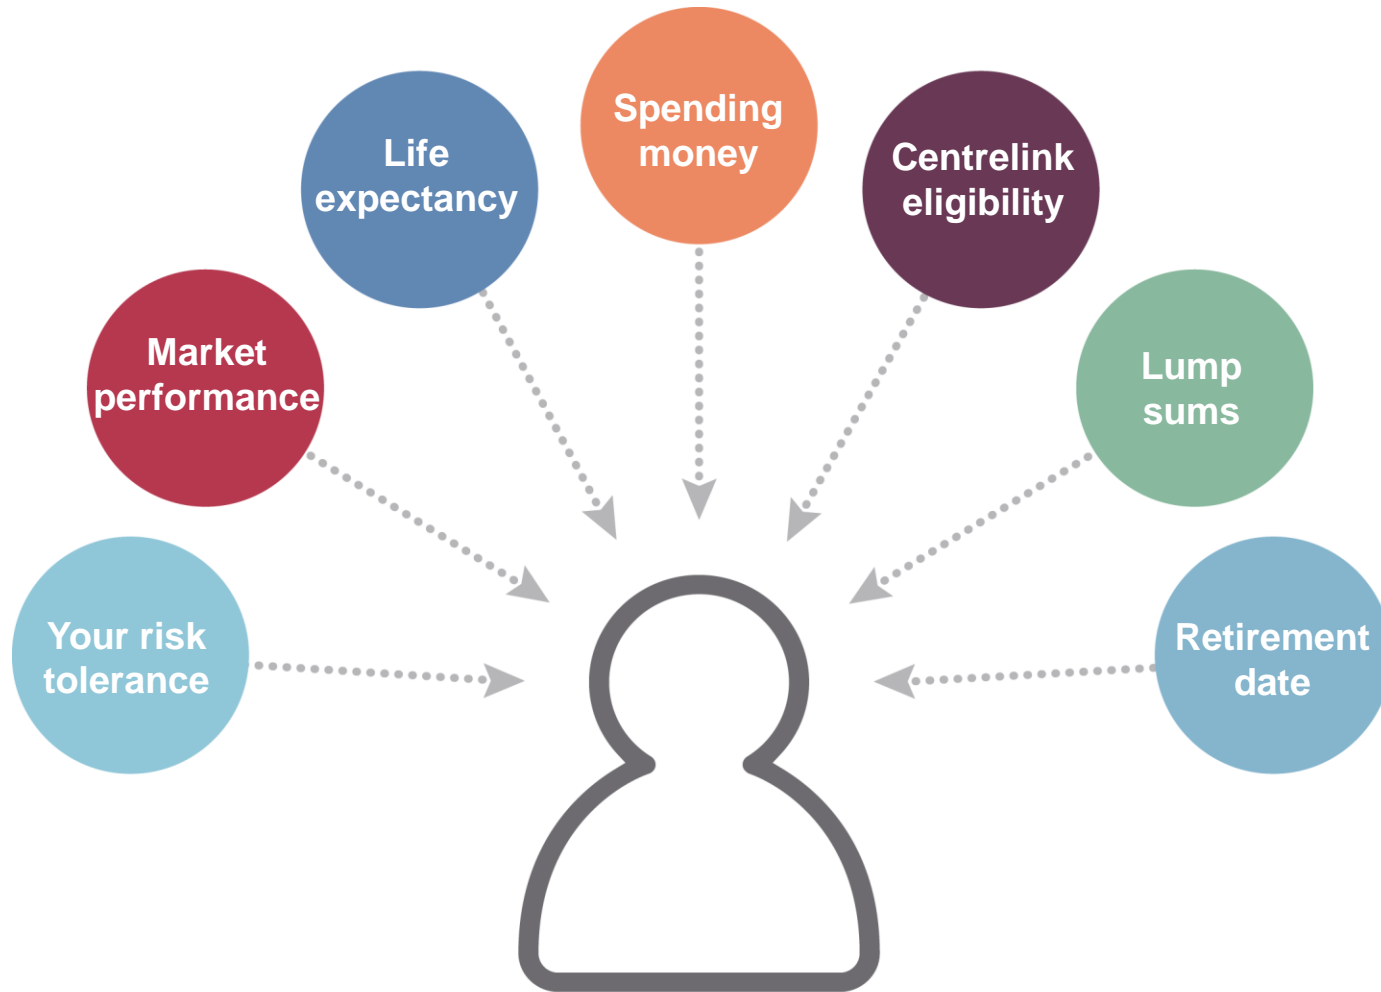 Spending
money
Life
expectancy
Centrelink
eligibility
Market
performance
Lump
sums
Your risk
tolerance
Retirement
date